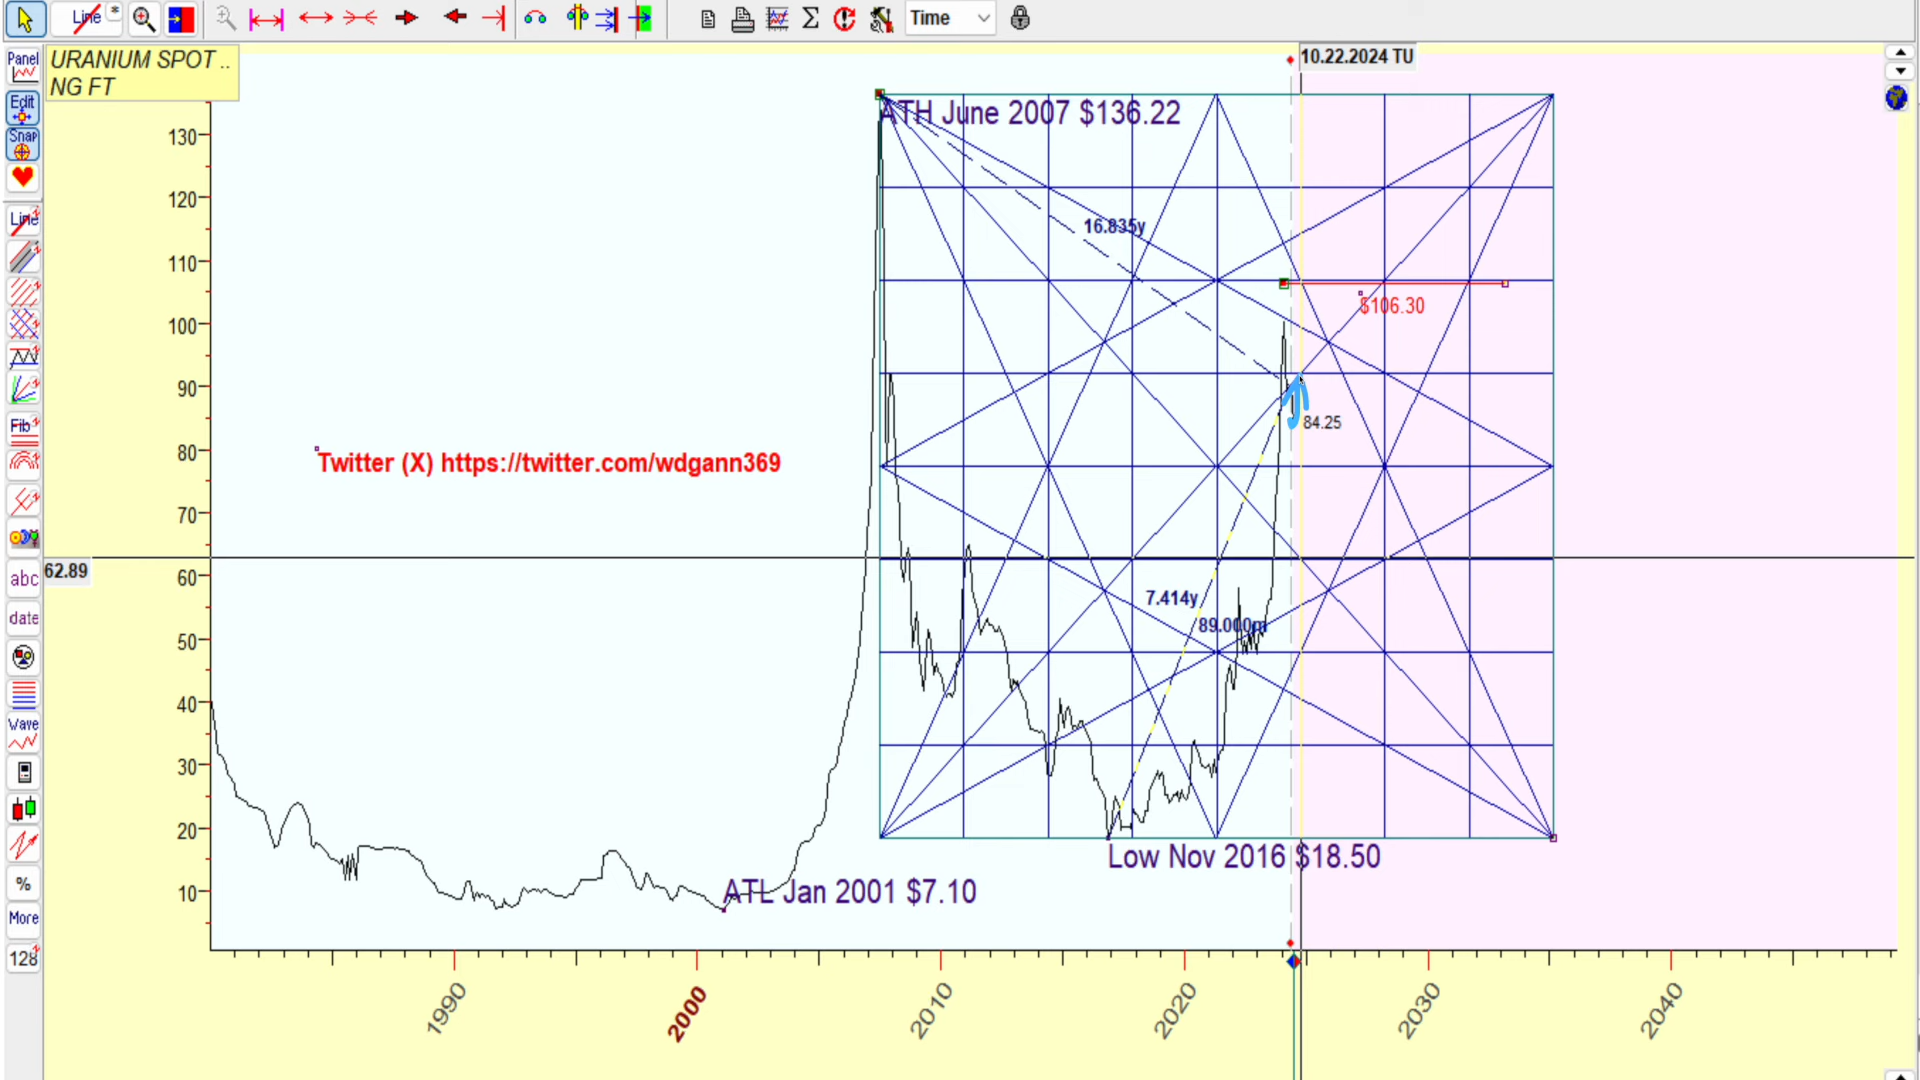 Line *
Time
10.22.2024 TU
Panel
URANIUM SPOT ..
NG FT
Edit
Snap
Line
Fib
abc
date
Wave
%
More
128
130
120
110
100
90
80
70
60
50
40
30
20
10
62.89
ATH June 2007 $136.22
16.835y
$106.30
84.25
Twitter (X) https://twitter.com/wdgann369
7.414y
89.000m
Low Nov 2016 $18.50
ATL Jan 2001 $7.10
1990
2000
2010
2020
2030
2040